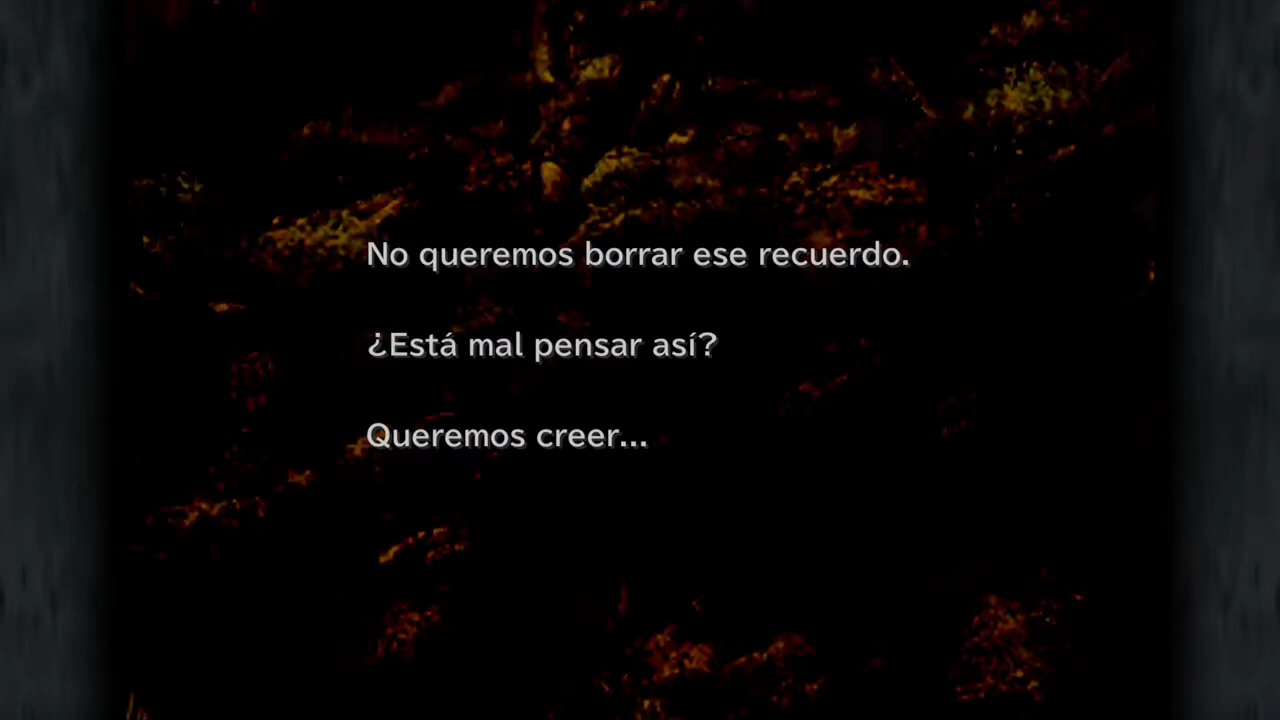 No queremos borrar ese recuerdo.
¿Está mal pensar así?
Queremos creer...